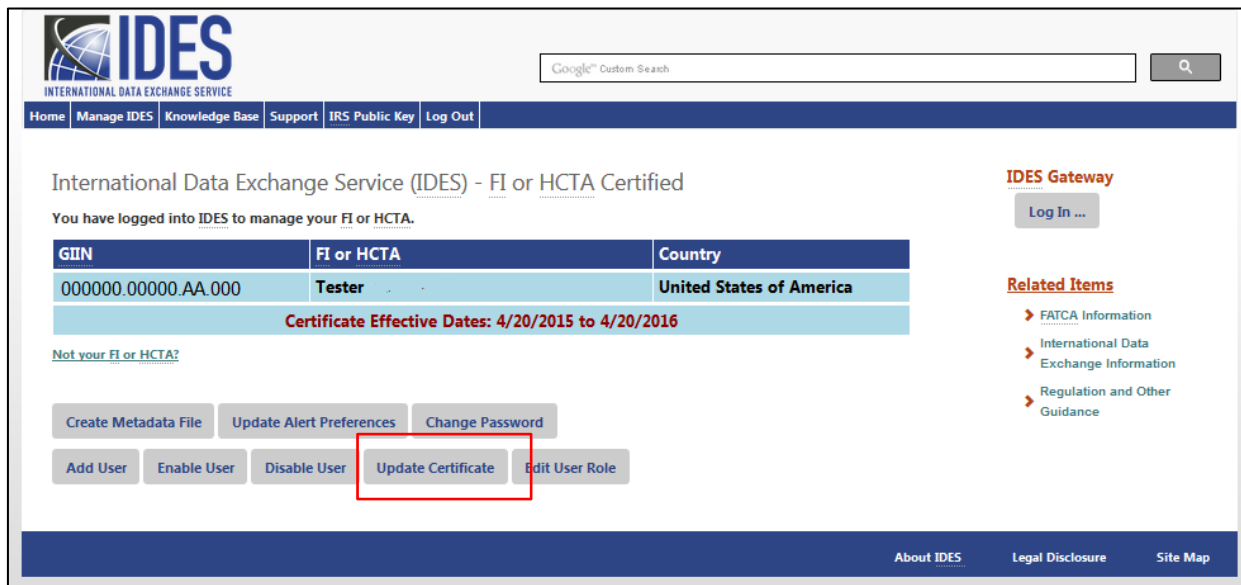 IDES
INTERNATIONAL DATA EXCHANGE SERVICE
Google™ Custom Search
Home Manage IDES Knowledge Base Support IRS Public Key Log Out
International Data Exchange Service (IDES) - FI or HCTA Certified
You have logged into IDES to manage your FI or HCTA.
GIIN FI or HCTA Country
000000.00000.AA.000 Tester United States of America
Certificate Effective Dates: 4/20/2015 to 4/20/2016
Not your FI or HCTA?
Create Metadata File Update Alert Preferences Change Password
Add User Enable User Disable User Update Certificate Edit User Role
IDES Gateway
Log In ...
Related Items
FATCA Information
International Data
Exchange Information
Regulation and Other
Guidance
About IDES Legal Disclosure Site Map